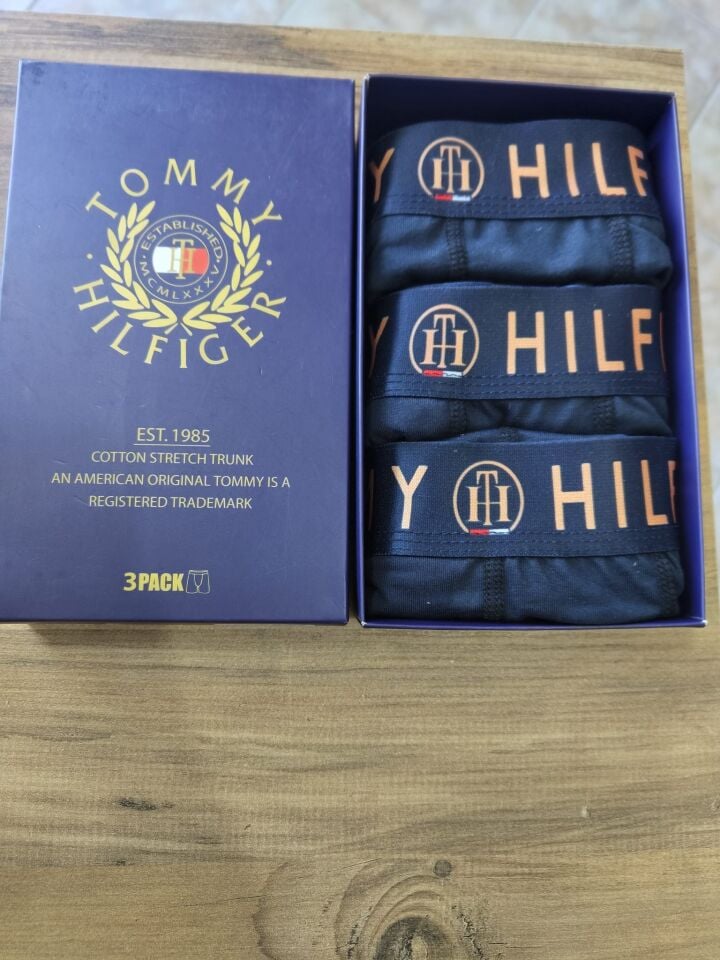 TOMMY
ESTABLISHED
TH
MCMLXXXV
HILFIGER
EST. 1985
COTTON STRETCH TRUNK
AN AMERICAN ORIGINAL TOMMY IS A
REGISTERED TRADEMARK
3PACK
Y TH HILF
Y TH HILF
MY TH HILF